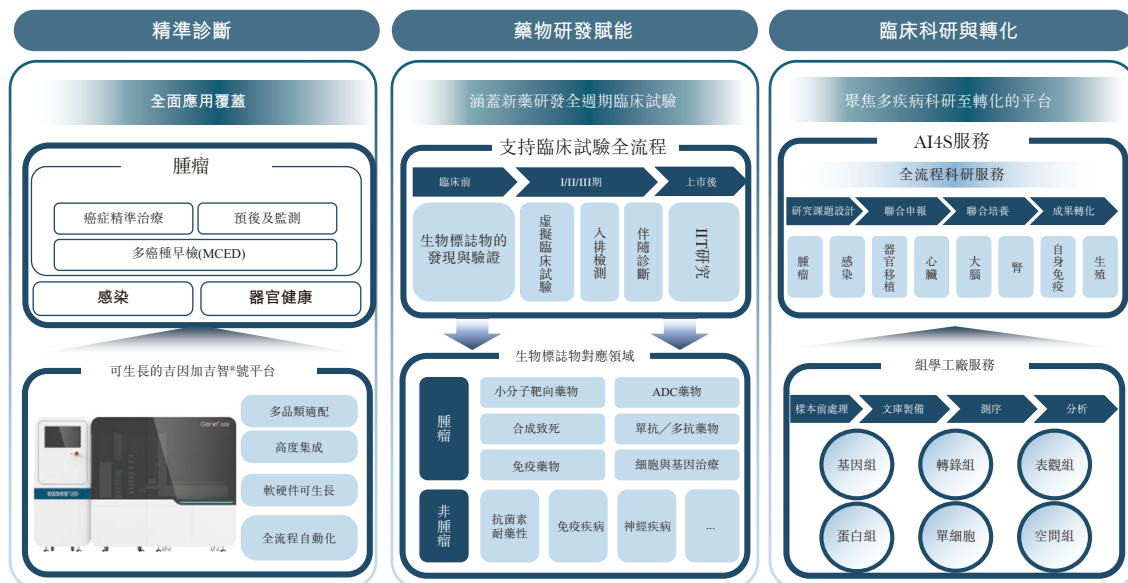 精準診斷
全面應用覆蓋
腫瘤
癌症精準治療
預後及監測
多癌種早檢(MCED)
感染
器官健康
可生長的吉因加吉智®號平台
Gene+
多品類適配
高度集成
軟硬件可生長
全流程自動化
藥物研發賦能
涵蓋新藥研發全週期臨床試驗
支持臨床試驗全流程
臨床前
I/II/III期
上市後
生物標誌物的
發現與驗證
虛擬臨床試驗
入排檢測
伴隨診斷
IIT研究
生物標誌物對應領域
腫瘤
小分子靶向藥物
ADC藥物
合成致死
單抗／多抗藥物
免疫藥物
細胞與基因治療
非腫瘤
抗菌素
耐藥性
免疫疾病
神經疾病
...
臨床科研與轉化
聚焦多疾病科研至轉化的平台
AI4S服務
全流程科研服務
研究課題設計
聯合申報
聯合培養
成果轉化
腫瘤
感染
器官移植
心臟
大腦
腎
自身免疫
生殖
組學工廠服務
樣本前處理
文庫製備
測序
分析
基因組
轉錄組
表觀組
蛋白組
單細胞
空間組